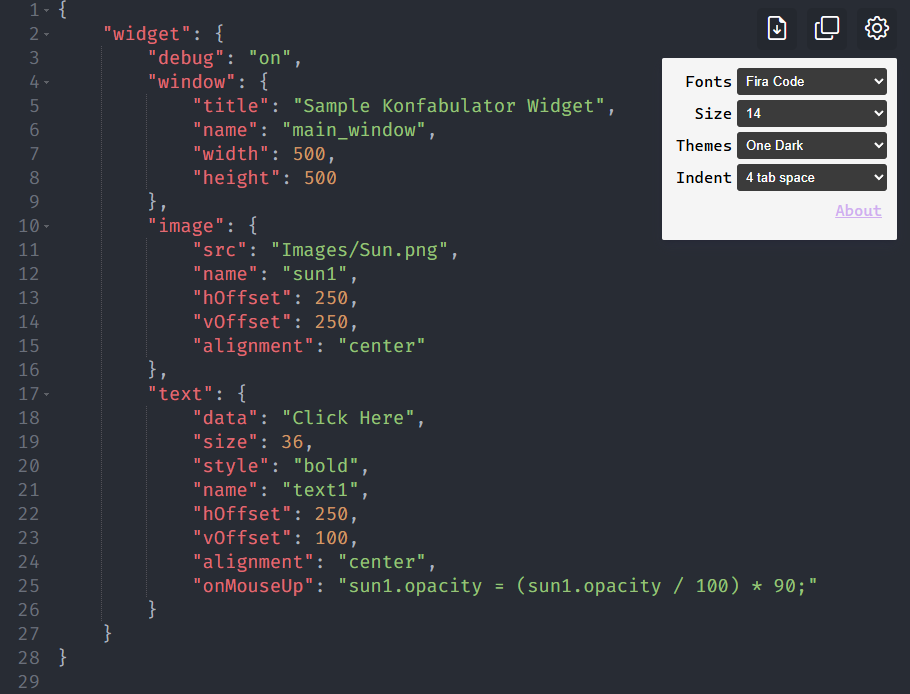 1 {
2     "widget": {
3         "debug": "on",
4         "window": {
5             "title": "Sample Konfabulator Widget",
6             "name": "main_window",
7             "width": 500,
8             "height": 500
9         },
10         "image": {
11             "src": "Images/Sun.png",
12             "name": "sun1",
13             "hOffset": 250,
14             "vOffset": 250,
15             "alignment": "center"
16         },
17         "text": {
18             "data": "Click Here",
19             "size": 36,
20             "style": "bold",
21             "name": "text1",
22             "hOffset": 250,
23             "vOffset": 100,
24             "alignment": "center",
25             "onMouseUp": "sun1.opacity = (sun1.opacity / 100) * 90;"
26         }
27     }
28 }
29
Fonts Fira Code
Size 14
Themes One Dark
Indent 4 tab space
About